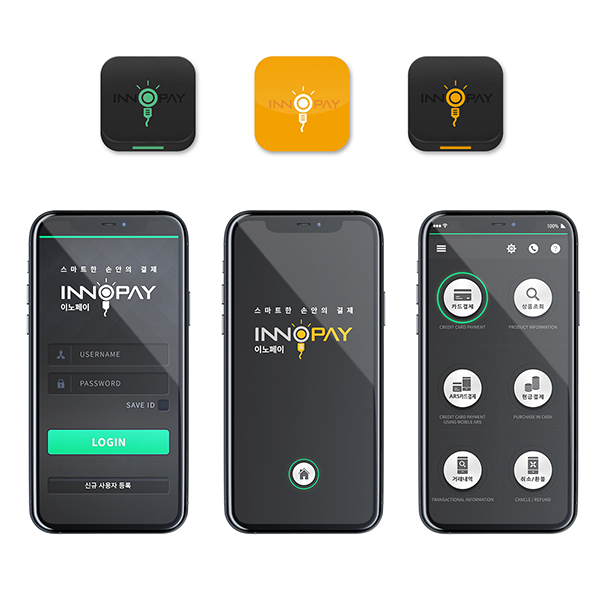 INNOPAY
INNOPAY
INNOPAY
스마트한 손안의 결제
INNOPAY
이노페이
USERNAME
PASSWORD
SAVE ID
LOGIN
신규 사용자 등록
스마트한 손안의 결제
INNOPAY
이노페이
100%
카드결제
상품조회
CREDIT CARD PAYMENT
PRODUCT INFORMATION
ARS카드결제
현금결제
CREDIT CARD PAYMENT
USING MOBILE ARS
PURCHASE IN CASH
거래내역
취소/환불
TRANSACTIONAL INFORMATION
CANCLE / REFUND